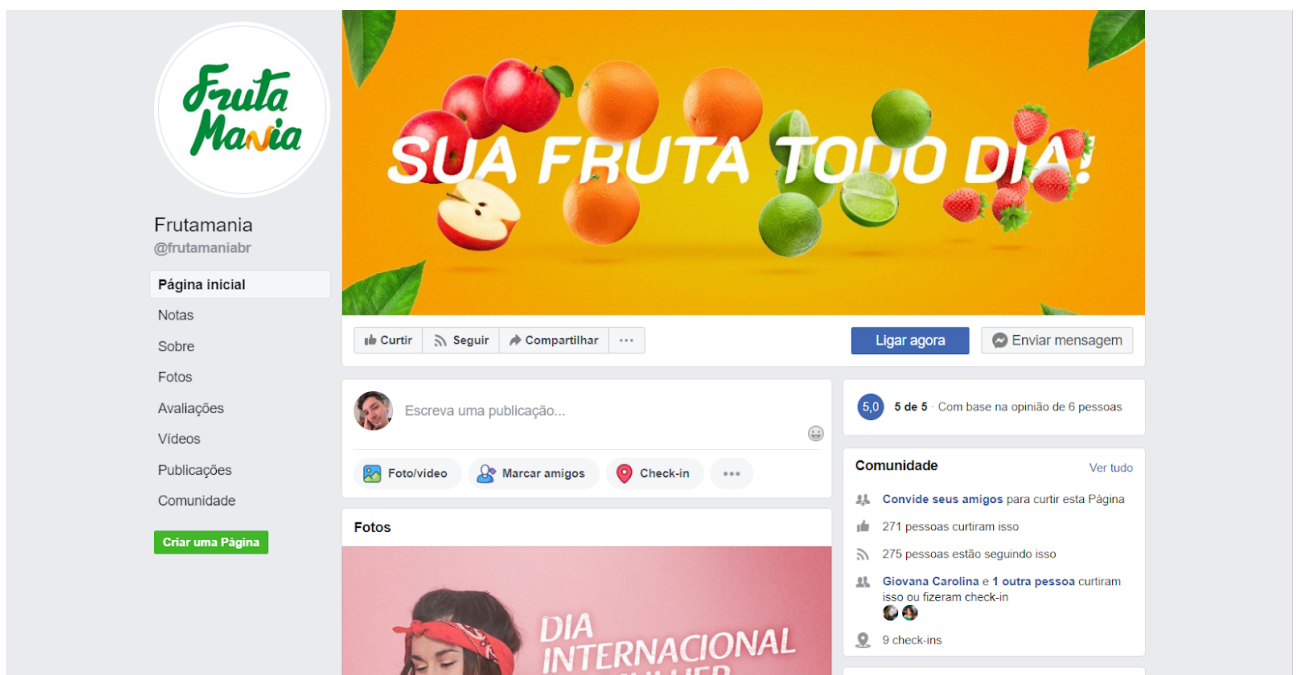 Fruta
Mania
SUA FRUTA TODO DIA!
Frutamania
@frutamaniabr
Página inicial
Notas
Sobre
Fotos
Avaliações
Vídeos
Publicações
Comunidade
Criar uma Página
Curtir
Seguir
Compartilhar
Ligar agora
Enviar mensagem
Escreva uma publicação...
Foto/video
Marcar amigos
Check-in
Fotos
DIA
INTERNACIONAL
MULHER
5,0
5 de 5 · Com base na opinião de 6 pessoas
Comunidade
Ver tudo
Convide seus amigos para curtir esta Página
271 pessoas curtiram isso
275 pessoas estão seguindo isso
Giovana Carolina e 1 outra pessoa curtiram
isso ou fizeram check-in
9 check-ins